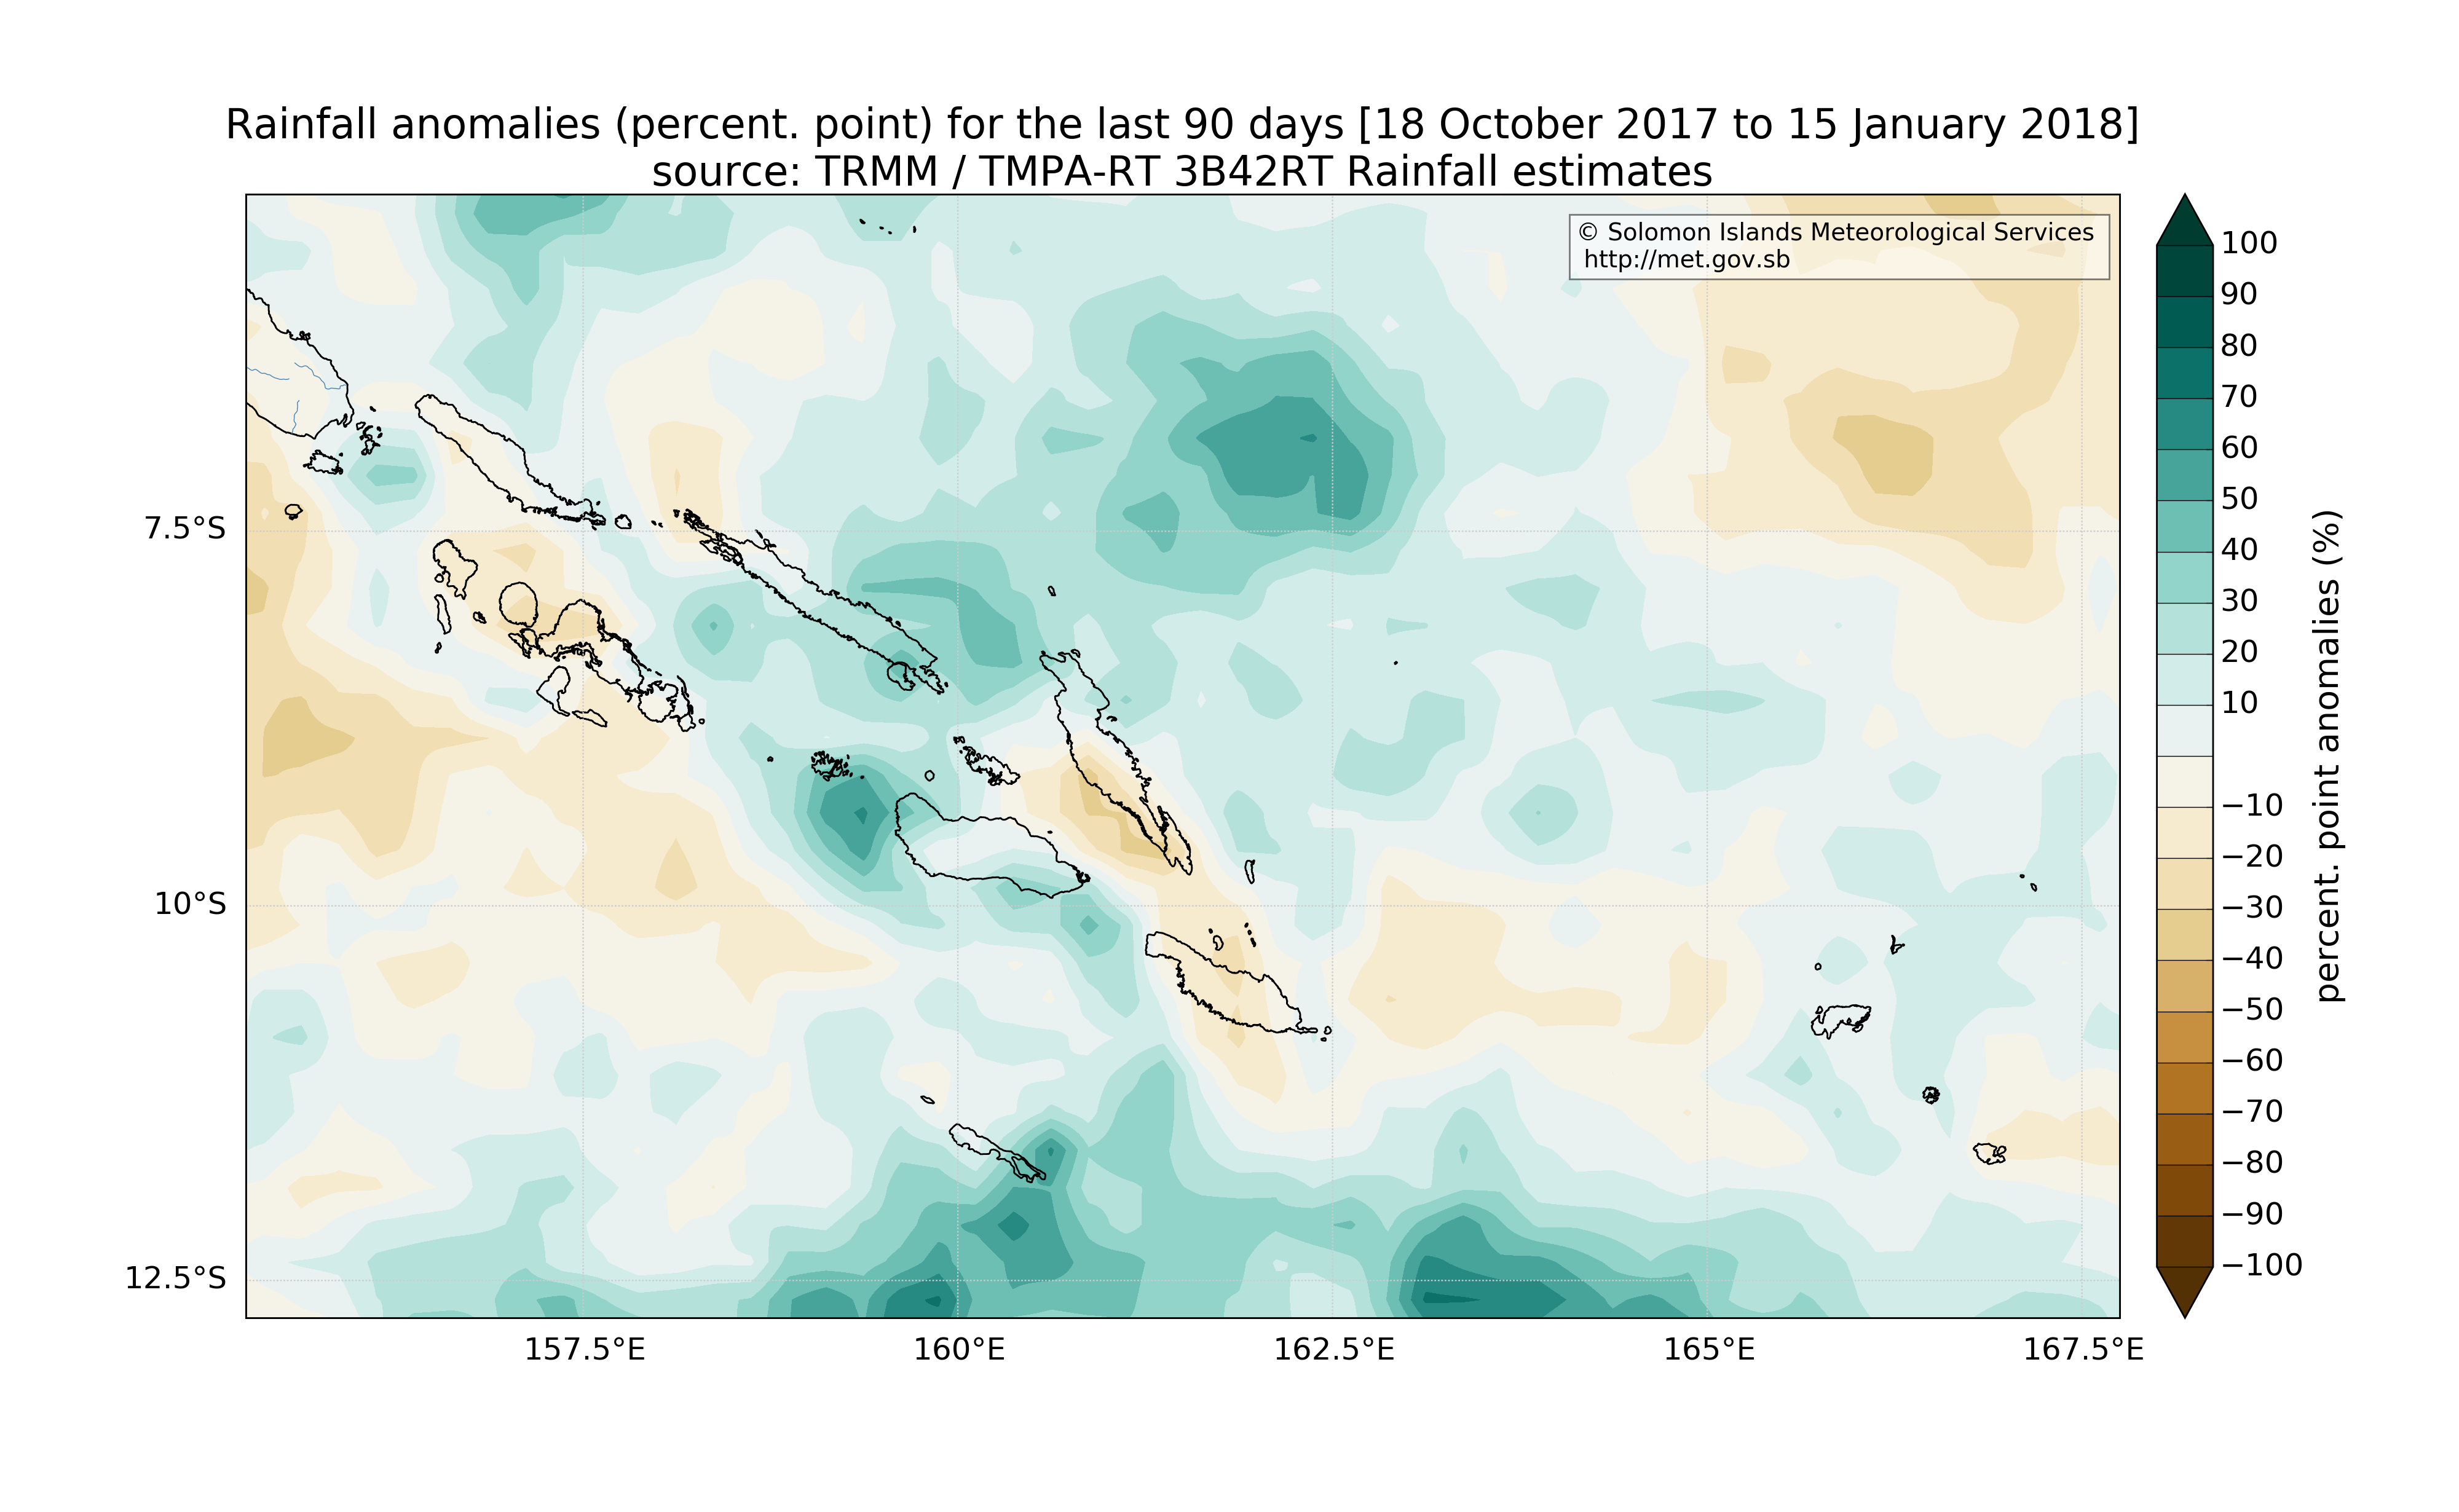 Rainfall anomalies (percent. point) for the last 90 days [18 October 2017 to 15 January 2018]
source: TRMM / TMPA-RT 3B42RT Rainfall estimates
© Solomon Islands Meteorological Services
http://met.gov.sb
7.5°S
10°S
12.5°S
157.5°E
160°E
162.5°E
165°E
167.5°E
100
90
80
70
60
50
40
30
20
10
−10
−20
−30
−40
−50
−60
−70
−80
−90
−100
percent. point anomalies (%)